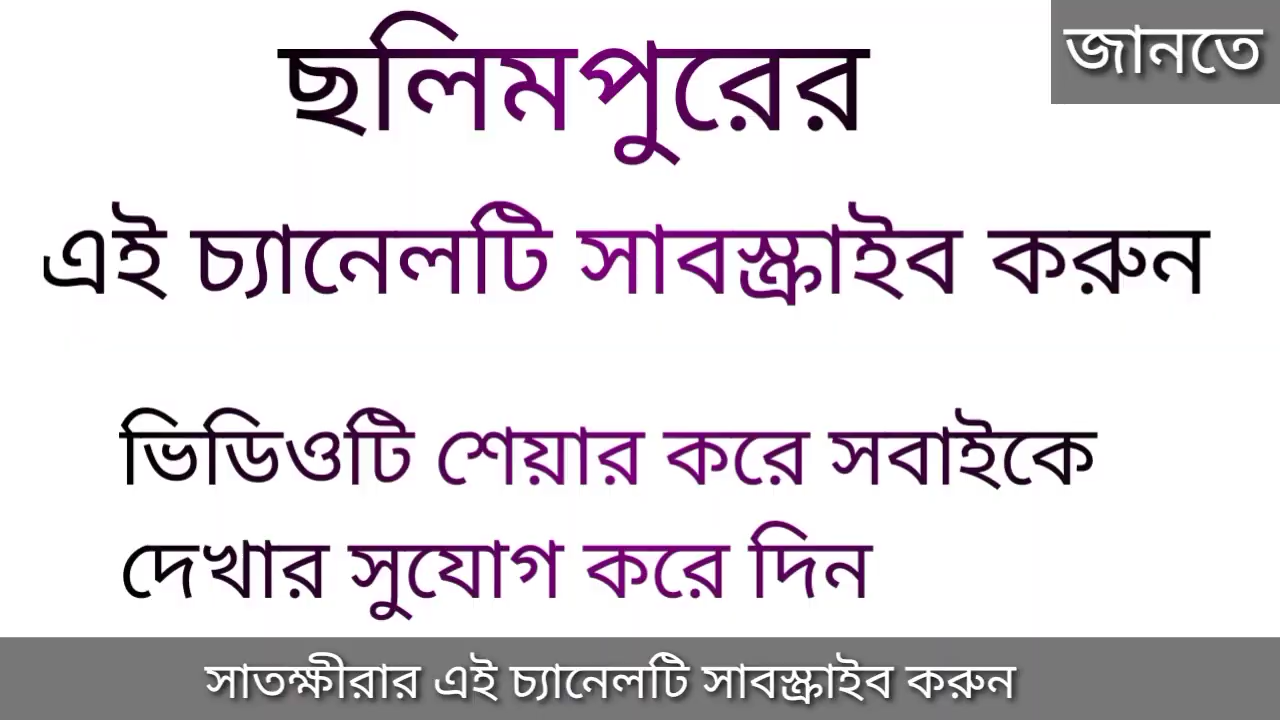 ছলিমপুরের
জানতে
এই চ্যানেলটি সাবস্ক্রাইব করুন
ভিডিওটি শেয়ার করে সবাইকে
দেখার সুযোগ করে দিন
সাতক্ষীরার এই চ্যানেলটি সাবস্ক্রাইব করুন